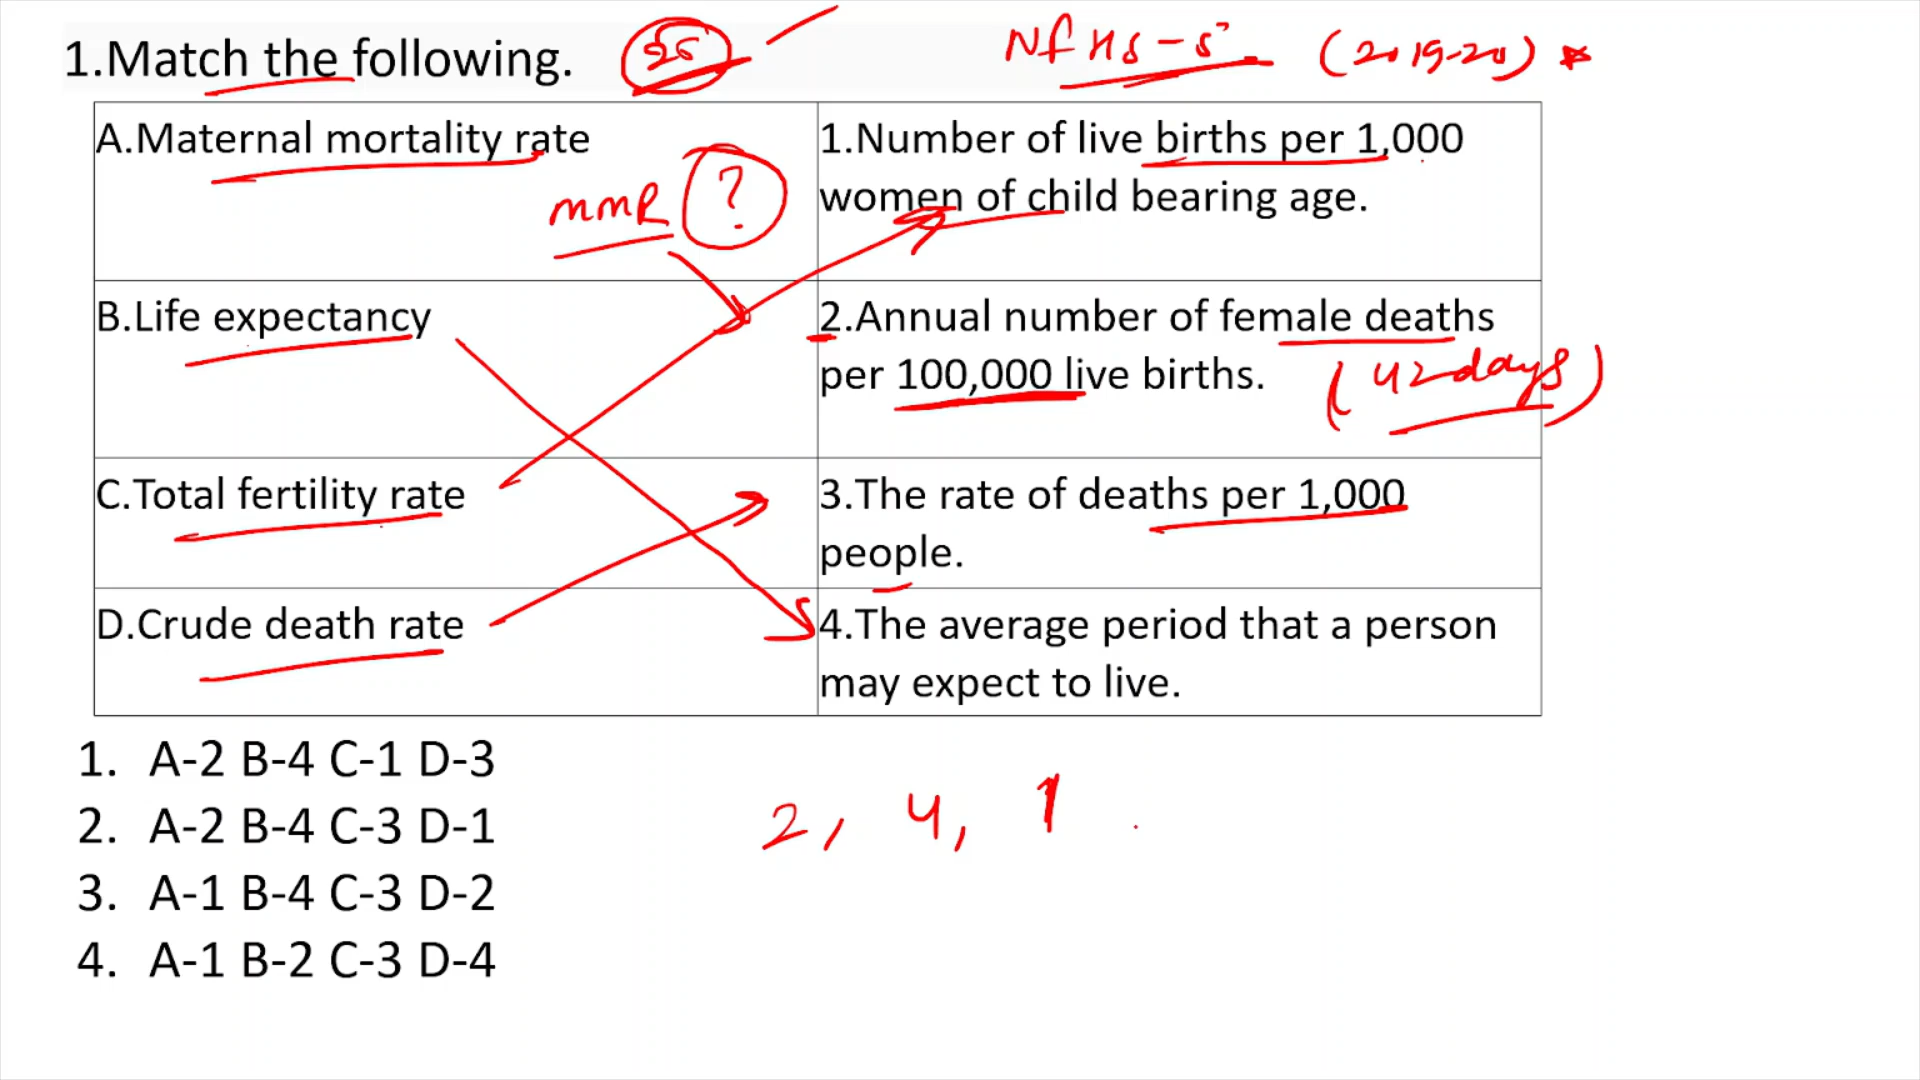 1.Match the following.
NFHS-5 (2019-20) *
A.Maternal mortality rate
MMR ?
1.Number of live births per 1,000
women of child bearing age.
B.Life expectancy
2.Annual number of female deaths
per 100,000 live births.
(42 days)
C.Total fertility rate
3.The rate of deaths per 1,000
people.
D.Crude death rate
4.The average period that a person
may expect to live.
1. A-2 B-4 C-1 D-3
2. A-2 B-4 C-3 D-1
3. A-1 B-4 C-3 D-2
4. A-1 B-2 C-3 D-4
2, 4, 1